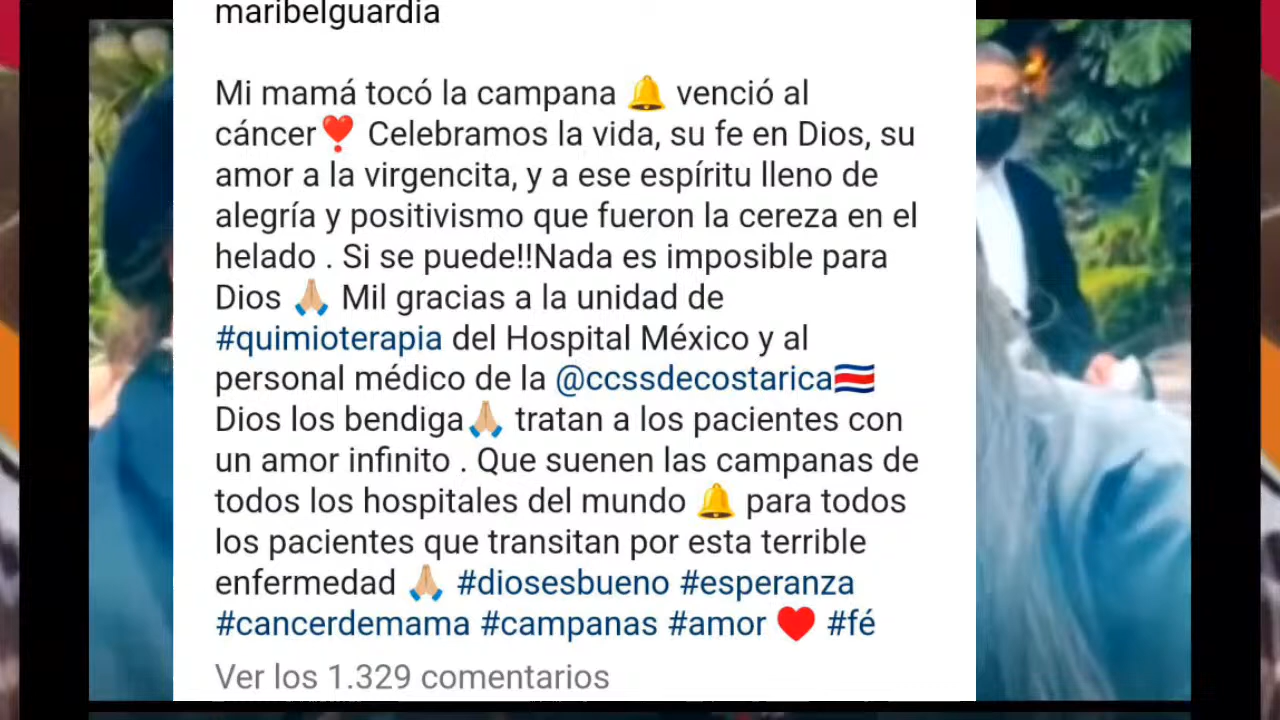 maribelguardia
Mi mamá tocó la campana 🔔 venció al
cáncer❣️ Celebramos la vida, su fe en Dios, su
amor a la virgencita, y a ese espíritu lleno de
alegría y positivismo que fueron la cereza en el
helado . Si se puede!!Nada es imposible para
Dios 🙏🏼 Mil gracias a la unidad de
#quimioterapia del Hospital México y al
personal médico de la @ccssdecostarica🇨🇷
Dios los bendiga🙏🏼 tratan a los pacientes con
un amor infinito . Que suenen las campanas de
todos los hospitales del mundo 🔔 para todos
los pacientes que transitan por esta terrible
enfermedad 🙏🏼 #diosesbueno #esperanza
#cancerdemama #campanas #amor ♥️ #fé
Ver los 1.329 comentarios